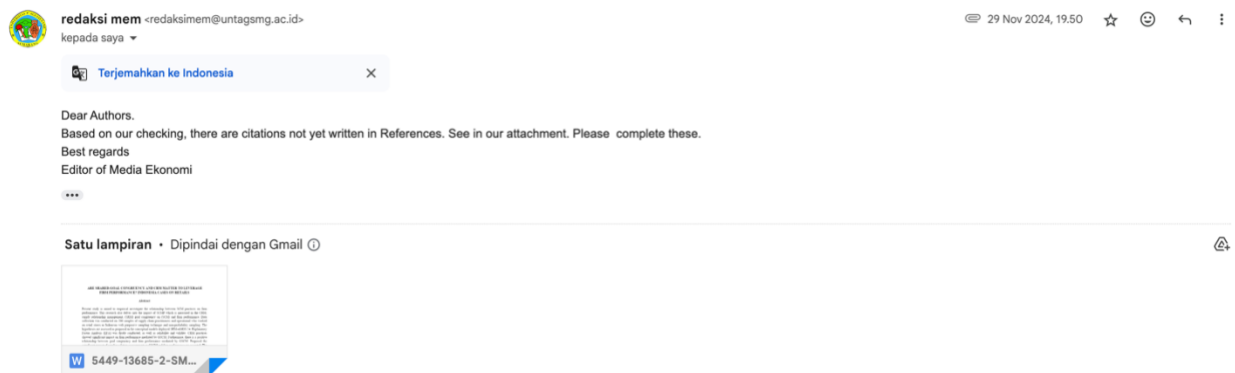 redaksi mem <redaksimem@untagsmg.ac.id>
29 Nov 2024, 19.50
kepada saya
Terjemahkan ke Indonesia
Dear Authors.
Based on our checking, there are citations not yet written in References. See in our attachment. Please  complete these.
Best regards
Editor of Media Ekonomi
Satu lampiran • Dipindai dengan Gmail
W 5449-13685-2-SM...